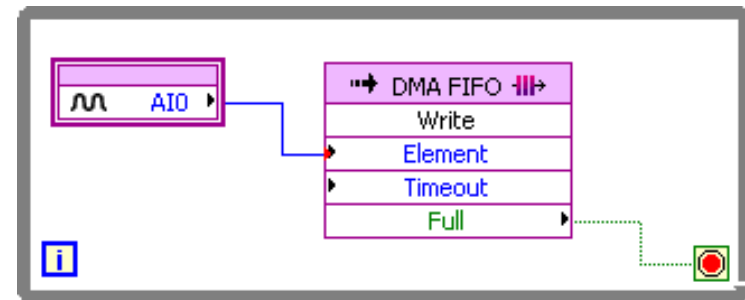 AI0
DMA FIFO
Write
Element
Timeout
Full
i